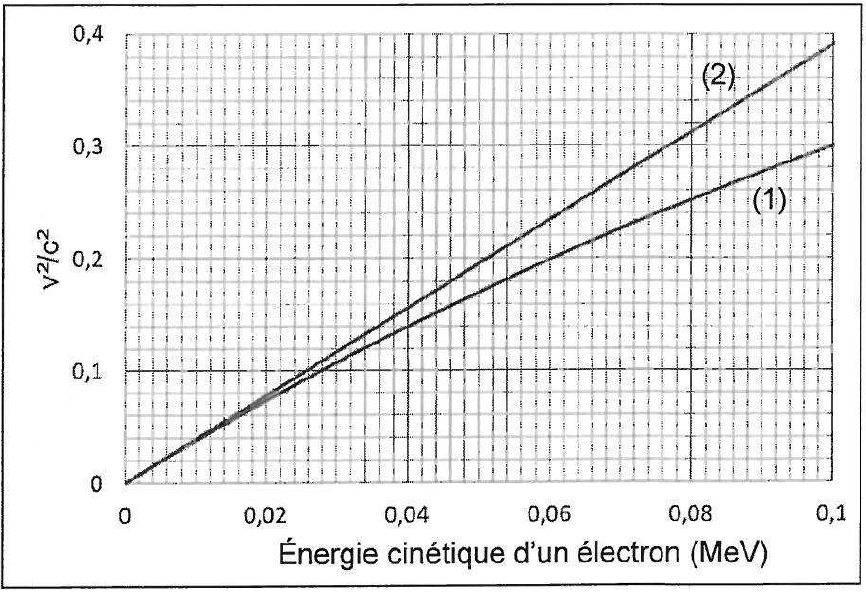 0,4
(2)
0,3
(1)
v²/c²
0,2
0,1
0
0 0,02 0,04 0,06 0,08 0,1
Énergie cinétique d'un électron (MeV)